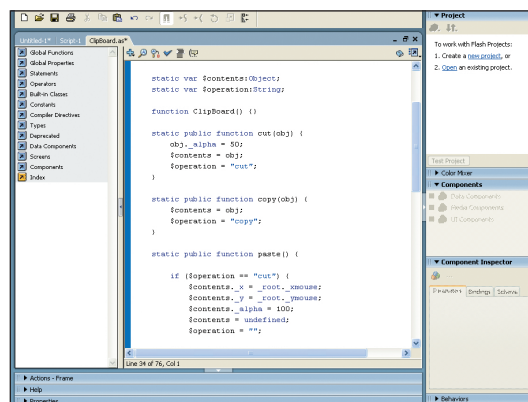 Untitled-1* Script-1 ClipBoard.as*
Global Functions
Global Properties
Statements
Operators
Built-in Classes
Constants
Compiler Directives
Types
Deprecated
Data Components
Screens
Components
Index
static var $contents:Object;
static var $operation:String;
function ClipBoard() {}
static public function cut(obj) {
obj._alpha = 50;
$contents = obj;
$operation = "cut";
}
static public function copy(obj) {
$contents = obj;
$operation = "copy";
}
static public function paste() {
if ($operation == "cut") {
$contents._x = _root._xmouse;
$contents._y = _root._ymouse;
$contents._alpha = 100;
$contents = undefined;
$operation = "";
Line 34 of 76, Col 1
Actions - Frame
Help
Properties
Project
To work with Flash Projects:
1. Create a new project, or
2. Open an existing project.
Test Project
Color Mixer
Components
Data Components
Media Components
UI Components
Component Inspector
Parameters Bindings Schema
Behaviors